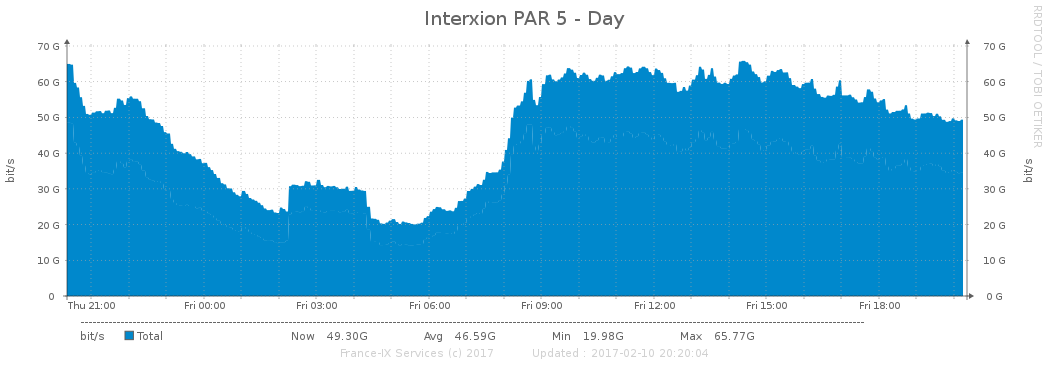 Interxion PAR 5 - Day
RRDTOOL / TOBI OETIKER
70 G 70 G
60 G 60 G
50 G 50 G
40 G 40 G
30 G 30 G
20 G 20 G
10 G 10 G
0 0 G
bit/s bit/s
Thu 21:00 Fri 00:00 Fri 03:00 Fri 06:00 Fri 09:00 Fri 12:00 Fri 15:00 Fri 18:00
bit/s Total Now 49.30G Avg 46.59G Min 19.98G Max 65.77G
France-IX Services (c) 2017 Updated : 2017-02-10 20:20:04